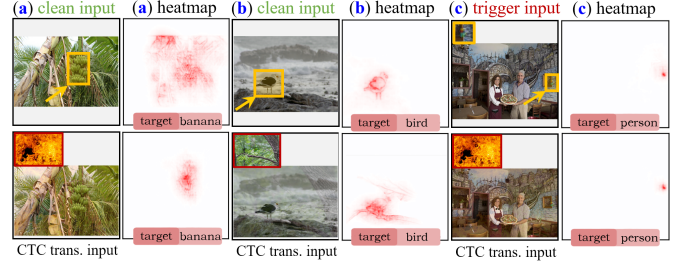 (a) clean input (a) heatmap (b) clean input (b) heatmap (c) trigger input (c) heatmap
target banana target bird target person
target banana target bird target person
CTC trans. input CTC trans. input CTC trans. input